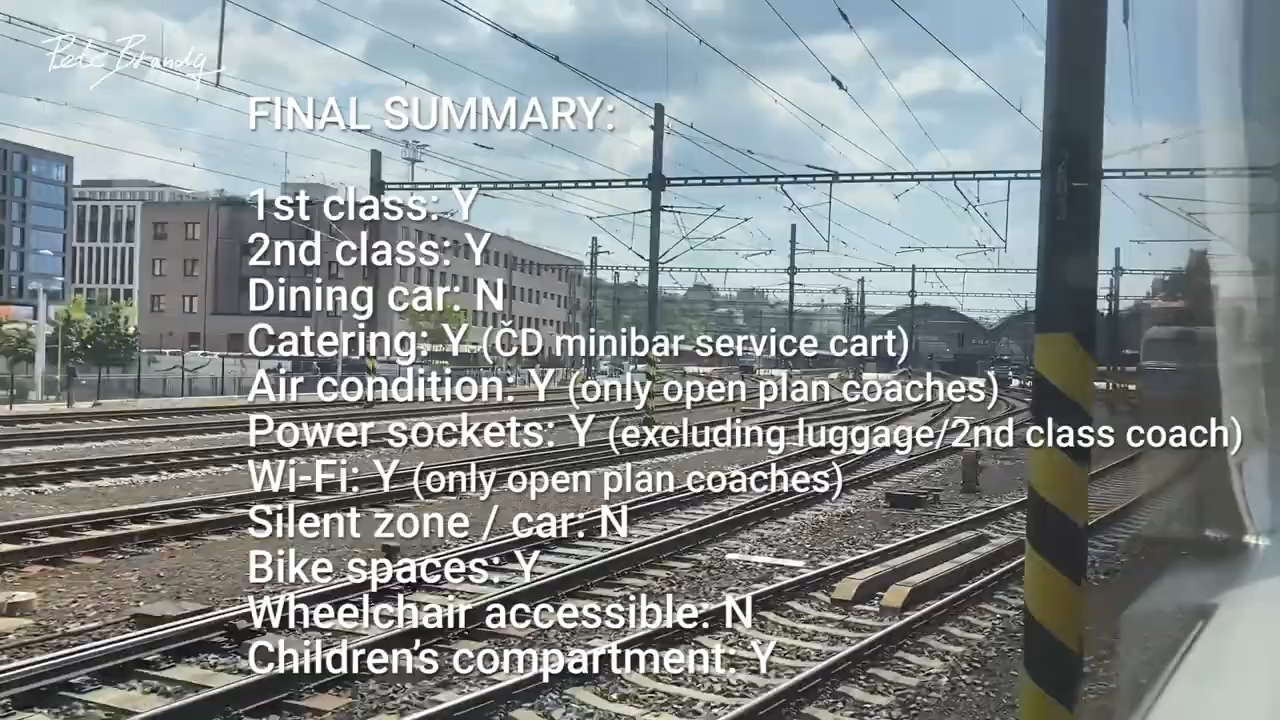 Pete Brandy
FINAL SUMMARY:
1st class: Y
2nd class: Y
Dining car: N
Catering: Y (ČD minibar service cart)
Air condition: Y (only open plan coaches)
Power sockets: Y (excluding luggage/2nd class coach)
Wi-Fi: Y (only open plan coaches)
Silent zone / car: N
Bike spaces: Y
Wheelchair accessible: N
Children's compartment: Y